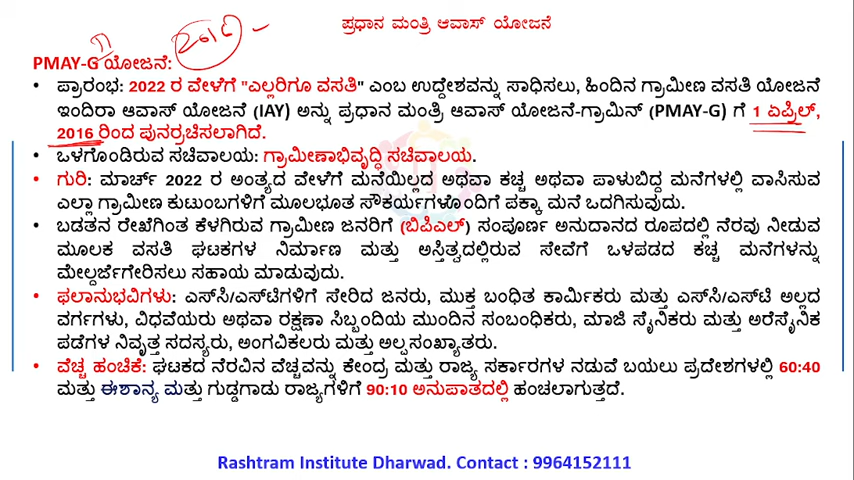 ಪ್ರಧಾನ ಮಂತ್ರಿ ಆವಾಸ್ ಯೋಜನೆ
2016
PMAY-G ಯೋಜನೆ:
• ಪ್ರಾರಂಭ: 2022 ರ ವೇಳೆಗೆ "ಎಲ್ಲರಿಗೂ ವಸತಿ" ಎಂಬ ಉದ್ದೇಶವನ್ನು ಸಾಧಿಸಲು, ಹಿಂದಿನ ಗ್ರಾಮೀಣ ವಸತಿ ಯೋಜನೆ
ಇಂದಿರಾ ಆವಾಸ್ ಯೋಜನೆ (IAY) ಅನ್ನು ಪ್ರಧಾನ ಮಂತ್ರಿ ಆವಾಸ್ ಯೋಜನೆ-ಗ್ರಾಮಿನ್ (PMAY-G) ಗೆ 1 ಏಪ್ರಿಲ್,
2016 ರಿಂದ ಪುನರ್ರಚಿಸಲಾಗಿದೆ.
• ಒಳಗೊಂಡಿರುವ ಸಚಿವಾಲಯ: ಗ್ರಾಮೀಣಾಭಿವೃದ್ಧಿ ಸಚಿವಾಲಯ.
• ಗುರಿ: ಮಾರ್ಚ್ 2022 ರ ಅಂತ್ಯದ ವೇಳೆಗೆ ಮನೆಯಿಲ್ಲದ ಅಥವಾ ಕಚ್ಚ ಅಥವಾ ಪಾಳುಬಿದ್ದ ಮನೆಗಳಲ್ಲಿ ವಾಸಿಸುವ
ಎಲ್ಲಾ ಗ್ರಾಮೀಣ ಕುಟುಂಬಗಳಿಗೆ ಮೂಲಭೂತ ಸೌಕರ್ಯಗಳೊಂದಿಗೆ ಪಕ್ಕಾ ಮನೆ ಒದಗಿಸುವುದು.
• ಬಡತನ ರೇಖೆಗಿಂತ ಕೆಳಗಿರುವ ಗ್ರಾಮೀಣ ಜನರಿಗೆ (ಬಿಪಿಎಲ್) ಸಂಪೂರ್ಣ ಅನುದಾನದ ರೂಪದಲ್ಲಿ ನೆರವು ನೀಡುವ
ಮೂಲಕ ವಸತಿ ಘಟಕಗಳ ನಿರ್ಮಾಣ ಮತ್ತು ಅಸ್ತಿತ್ವದಲ್ಲಿರುವ ಸೇವೆಗೆ ಒಳಪಡದ ಕಚ್ಚ ಮನೆಗಳನ್ನು
ಮೇಲ್ದರ್ಜೆಗೇರಿಸಲು ಸಹಾಯ ಮಾಡುವುದು.
• ಫಲಾನುಭವಿಗಳು: ಎಸ್‌ಸಿ/ಎಸ್‌ಟಿಗಳಿಗೆ ಸೇರಿದ ಜನರು, ಮುಕ್ತ ಬಂಧಿತ ಕಾರ್ಮಿಕರು ಮತ್ತು ಎಸ್‌ಸಿ/ಎಸ್‌ಟಿ ಅಲ್ಲದ
ವರ್ಗಗಳು, ವಿಧವೆಯರು ಅಥವಾ ರಕ್ಷಣಾ ಸಿಬ್ಬಂದಿಯ ಮುಂದಿನ ಸಂಬಂಧಿಕರು, ಮಾಜಿ ಸೈನಿಕರು ಮತ್ತು ಅರೆಸೈನಿಕ
ಪಡೆಗಳ ನಿವೃತ್ತ ಸದಸ್ಯರು, ಅಂಗವಿಕಲರು ಮತ್ತು ಅಲ್ಪಸಂಖ್ಯಾತರು.
• ವೆಚ್ಚ ಹಂಚಿಕೆ: ಘಟಕದ ನೆರವಿನ ವೆಚ್ಚವನ್ನು ಕೇಂದ್ರ ಮತ್ತು ರಾಜ್ಯ ಸರ್ಕಾರಗಳ ನಡುವೆ ಬಯಲು ಪ್ರದೇಶಗಳಲ್ಲಿ 60:40
ಮತ್ತು ಈಶಾನ್ಯ ಮತ್ತು ಗುಡ್ಡಗಾಡು ರಾಜ್ಯಗಳಿಗೆ 90:10 ಅನುಪಾತದಲ್ಲಿ ಹಂಚಲಾಗುತ್ತದೆ.
Rashtram Institute Dharwad. Contact : 9964152111